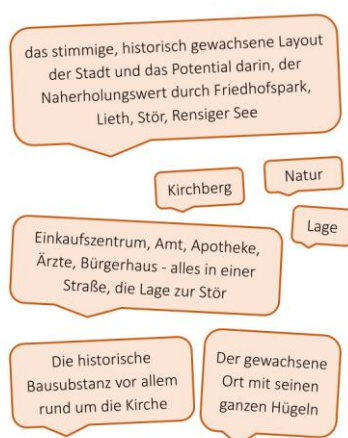 das stimmige, historisch gewachsene Layout
der Stadt und das Potential darin, der
Naherholungswert durch Friedhofspark,
Lieth, Stör, Rensiger See
Kirchberg
Natur
Lage
Einkaufszentrum, Amt, Apotheke,
Ärzte, Bürgerhaus - alles in einer
Straße, die Lage zur Stör
Die historische
Bausubstanz vor allem
rund um die Kirche
Der gewachsene
Ort mit seinen
ganzen Hügeln